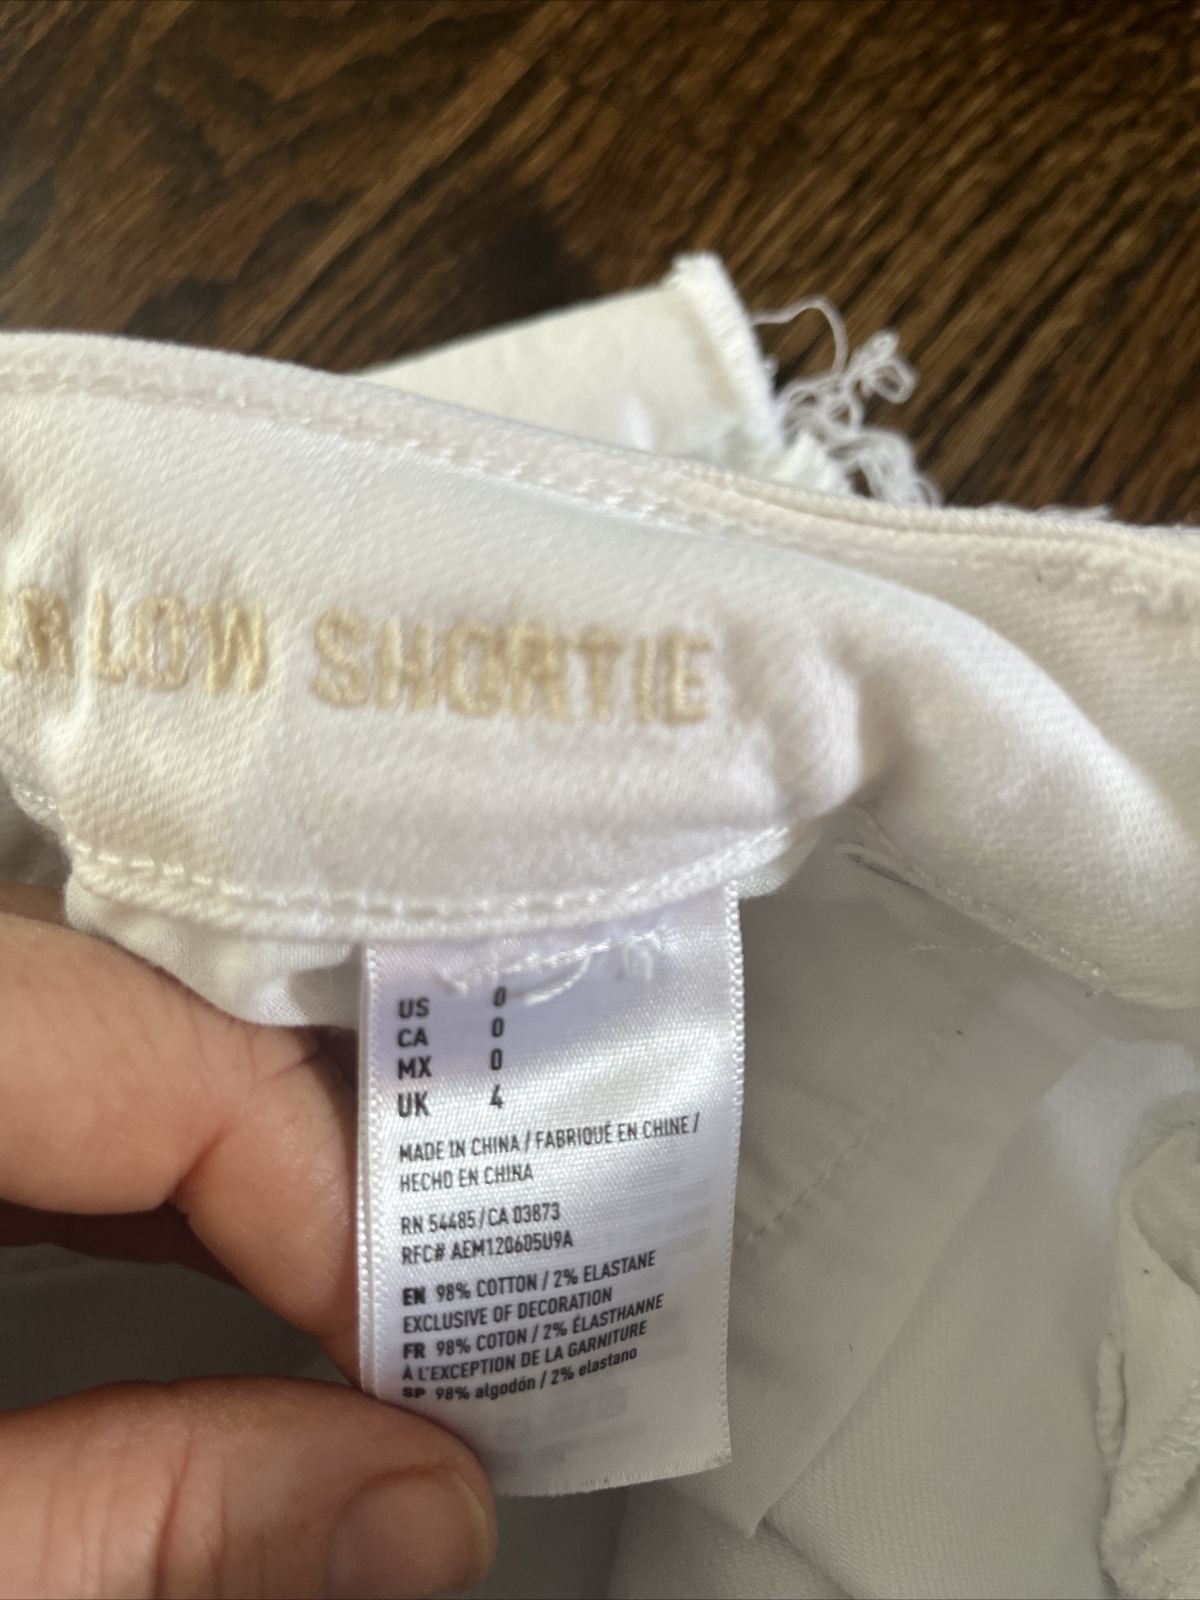 LOW SHORTIE
US 0
CA 0
MX 0
UK 4
MADE IN CHINA / FABRIQUÉ EN CHINE /
HECHO EN CHINA
RN 54485 / CA 03873
RFC# AEM120605U9A
EN 98% COTTON / 2% ELASTANE
EXCLUSIVE OF DECORATION
FR 98% COTON / 2% ÉLASTHANNE
À L'EXCEPTION DE LA GARNITURE
SP 98% algodón / 2% elastano